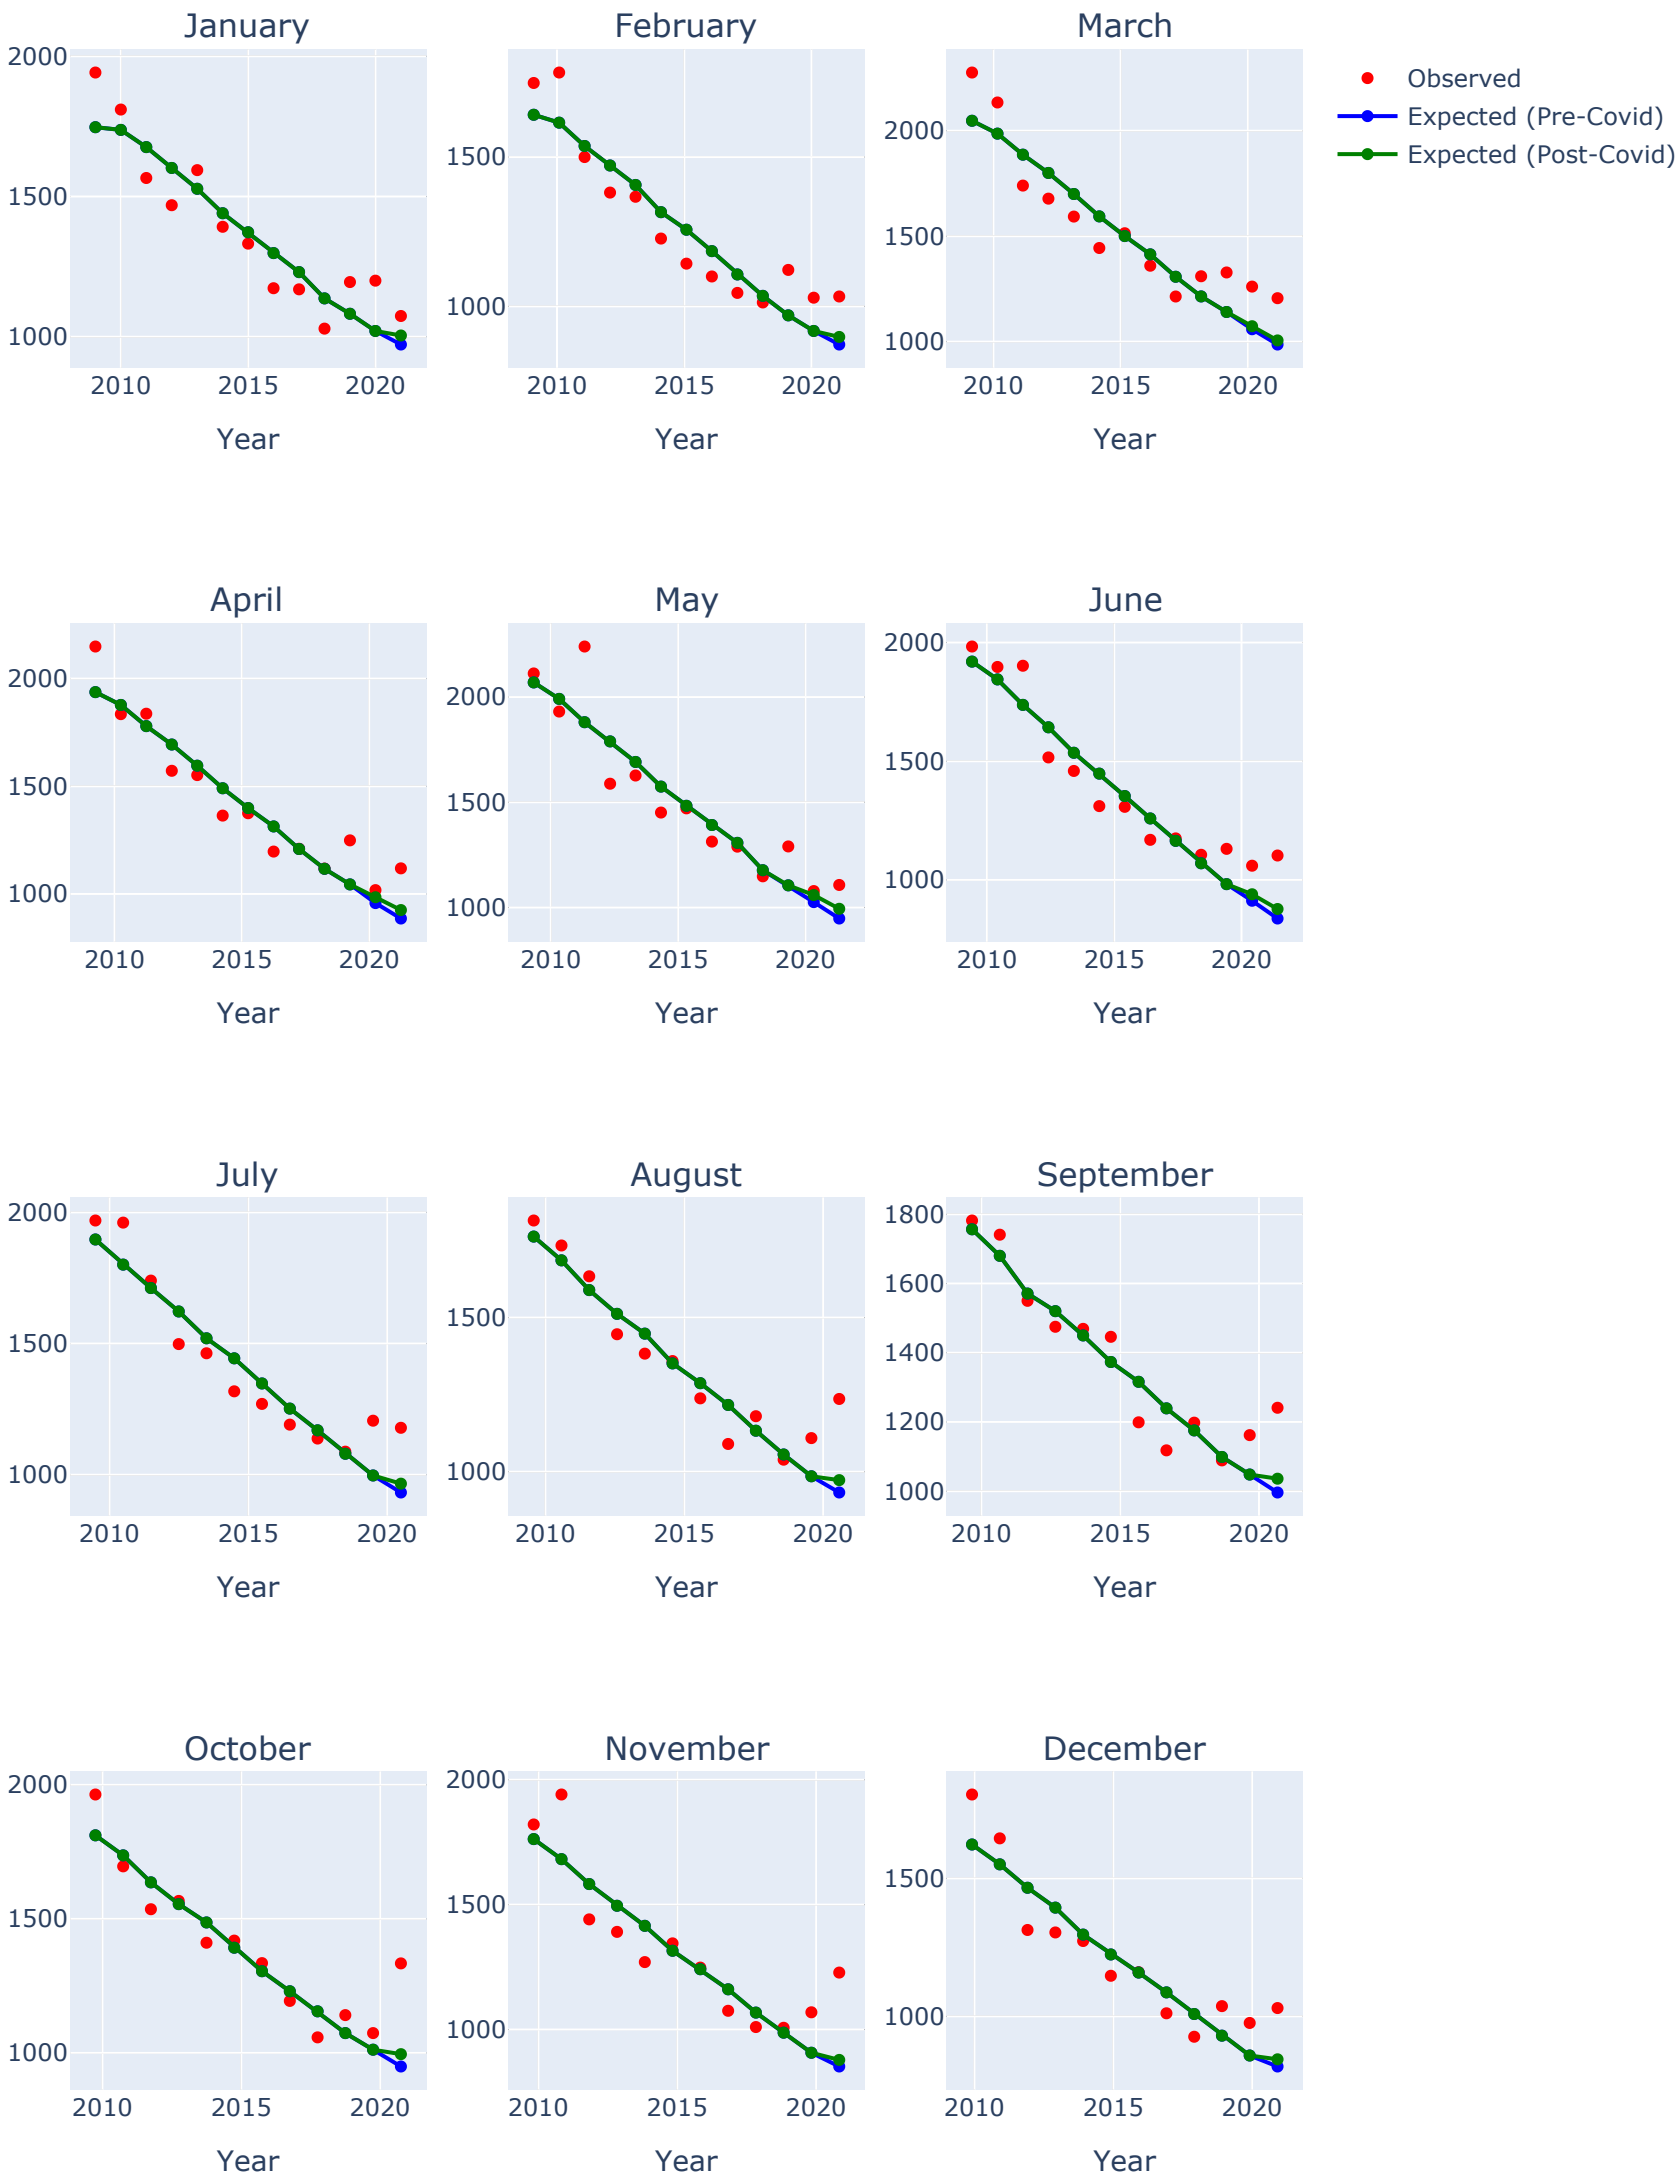 January
February
March
Observed
Expected (Pre-Covid)
Expected (Post-Covid)
2000
1500
1000
1500
1000
2000
1500
1000
2010 2015 2020
2010 2015 2020
2010 2015 2020
Year
Year
Year
April
May
June
2000
1500
1000
2000
1500
1000
2000
1500
1000
2010 2015 2020
2010 2015 2020
2010 2015 2020
Year
Year
Year
July
August
September
2000
1500
1000
1500
1000
1800
1600
1400
1200
1000
2010 2015 2020
2010 2015 2020
2010 2015 2020
Year
Year
Year
October
November
December
2000
1500
1000
2000
1500
1000
1500
1000
2010 2015 2020
2010 2015 2020
2010 2015 2020
Year
Year
Year